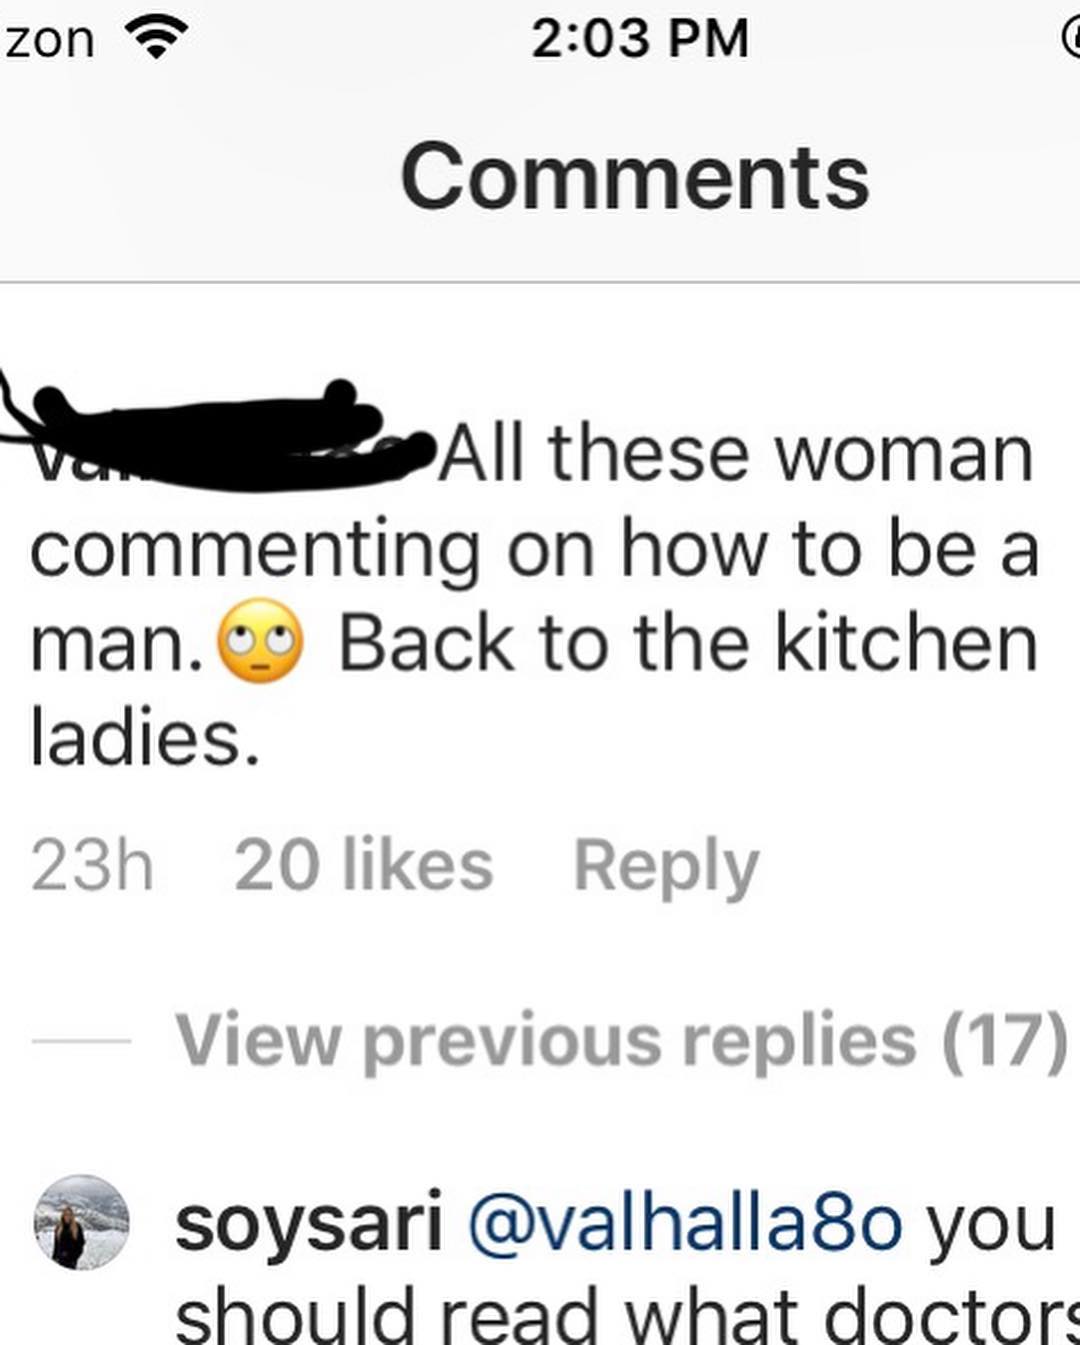 zon 2:03 PM
Comments
All these woman
commenting on how to be a
man.🙄 Back to the kitchen
ladies.
23h 20 likes Reply
View previous replies (17)
soysari @valhalla8o you
should read what doctors